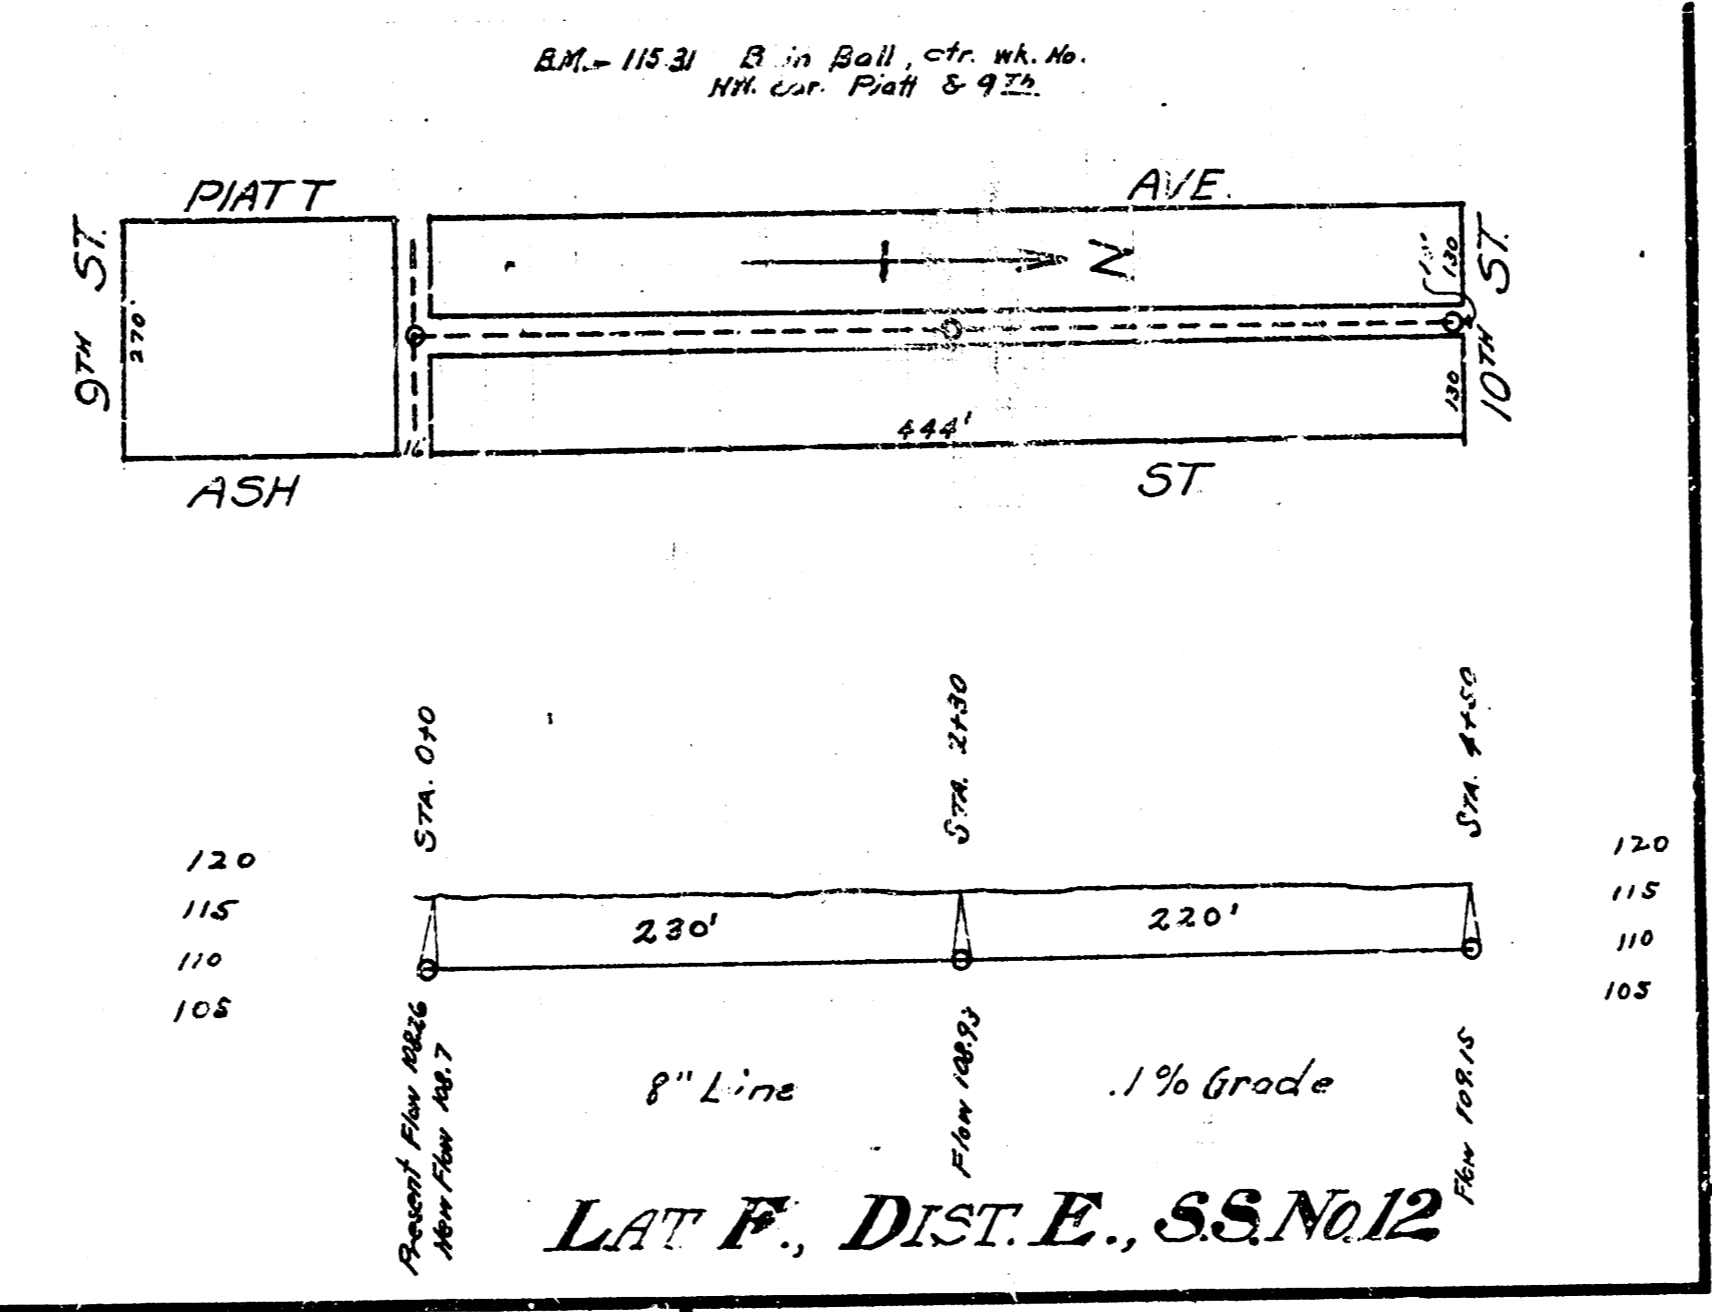 B.M. - 115.31 B in Ball, ctr. wk. No.
NW. cor. Piatt & 9Th
PIATT AVE.
9TH ST.
270'
N
130
10TH ST.
130
444'
16'
ASH ST
STA. 0+0
STA. 2+30
STA. 4+50
120 120
115 230' 220' 115
110 110
105 105
Present Flow 108.26
New Flow 108.7
Flow 108.93
Flow 109.15
8" Line .1% Grade
LAT F., DIST. E., S.S. No. 12